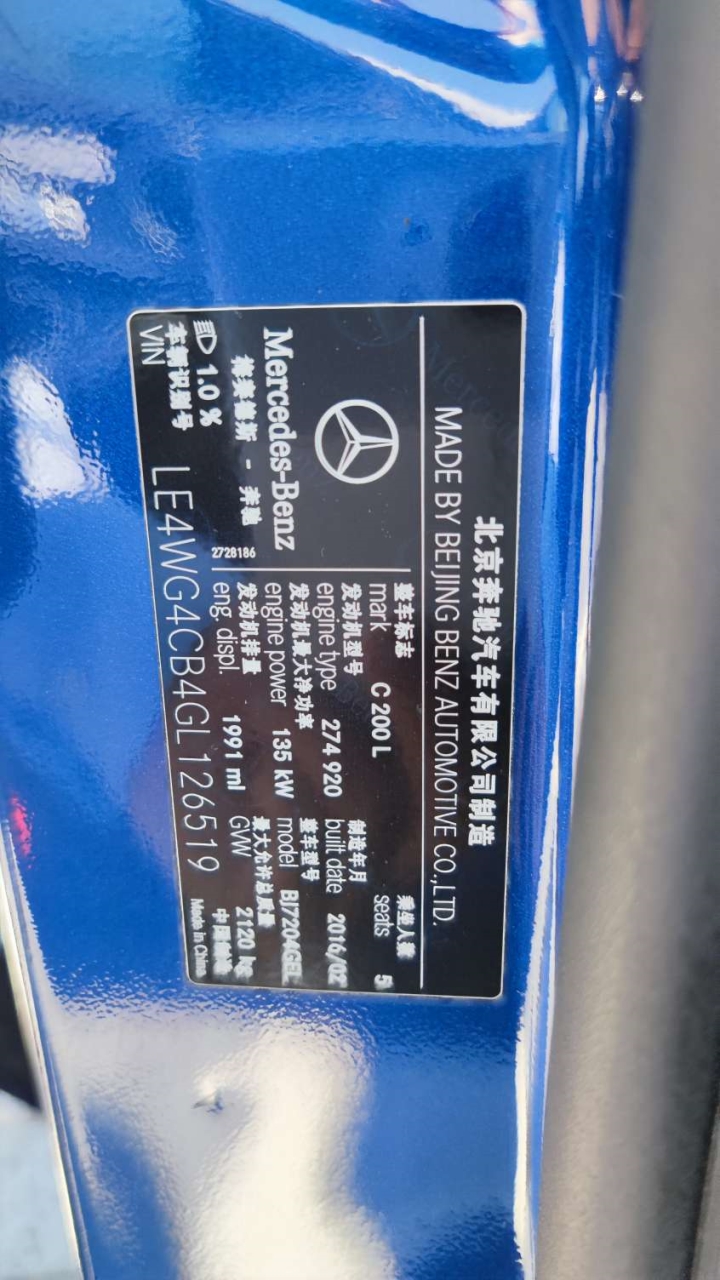 北京奔驰汽车有限公司制造
MADE BY BEIJING BENZ AUTOMOTIVE CO.,LTD.
Mercedes-Benz
梅赛德斯 - 奔驰
2728186
整车标志
mark C 200 L
乘坐人数
seats 5
发动机型号
engine type 274 920
制造年月
built date 2016/02
发动机最大净功率
engine power 135 kW
整车型号
model BJ7204GEL
发动机排量
eng. displ. 1991 ml
最大允许总质量
GVW 2120 kg
1.0 %
车辆识别号
VIN LE4WG4CB4GL126519
中国制造
Made in China